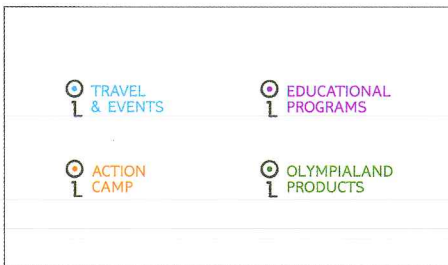 TRAVEL
& EVENTS
EDUCATIONAL
PROGRAMS
ACTION
CAMP
OLYMPIALAND
PRODUCTS